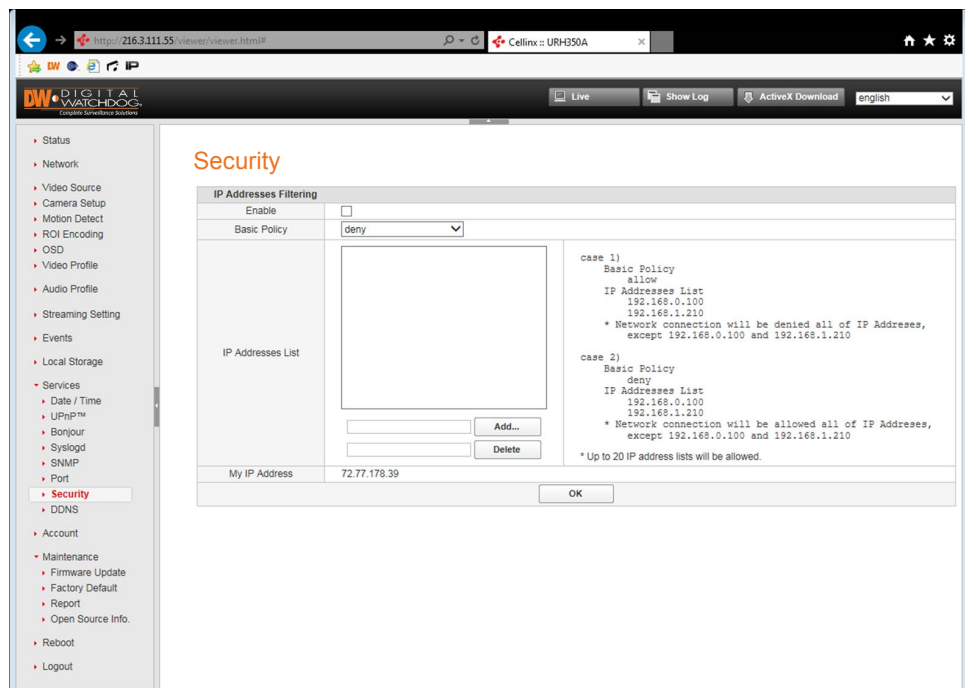 http://216.3.111.55/viewer/viewer.html#
Cellinx :: URH350A
DW
IP
DW
DIGITAL
WATCHDOG
Complete Surveillance Solutions
Live
Show Log
ActiveX Download
english
Status
Network
Video Source
Camera Setup
Motion Detect
ROI Encoding
OSD
Video Profile
Audio Profile
Streaming Setting
Events
Local Storage
Services
Date / Time
UPnP™
Bonjour
Syslogd
SNMP
Port
Security
DDNS
Account
Maintenance
Firmware Update
Factory Default
Report
Open Source Info.
Reboot
Logout
Security
IP Addresses Filtering
Enable
Basic Policy
deny
IP Addresses List
Add...
Delete
case 1)
Basic Policy
allow
IP Addresses List
192.168.0.100
192.168.1.210
* Network connection will be denied all of IP Addreses,
except 192.168.0.100 and 192.168.1.210
case 2)
Basic Policy
deny
IP Addresses List
192.168.0.100
192.168.1.210
* Network connection will be allowed all of IP Addreses,
except 192.168.0.100 and 192.168.1.210
* Up to 20 IP address lists will be allowed.
My IP Address
72.77.178.39
OK